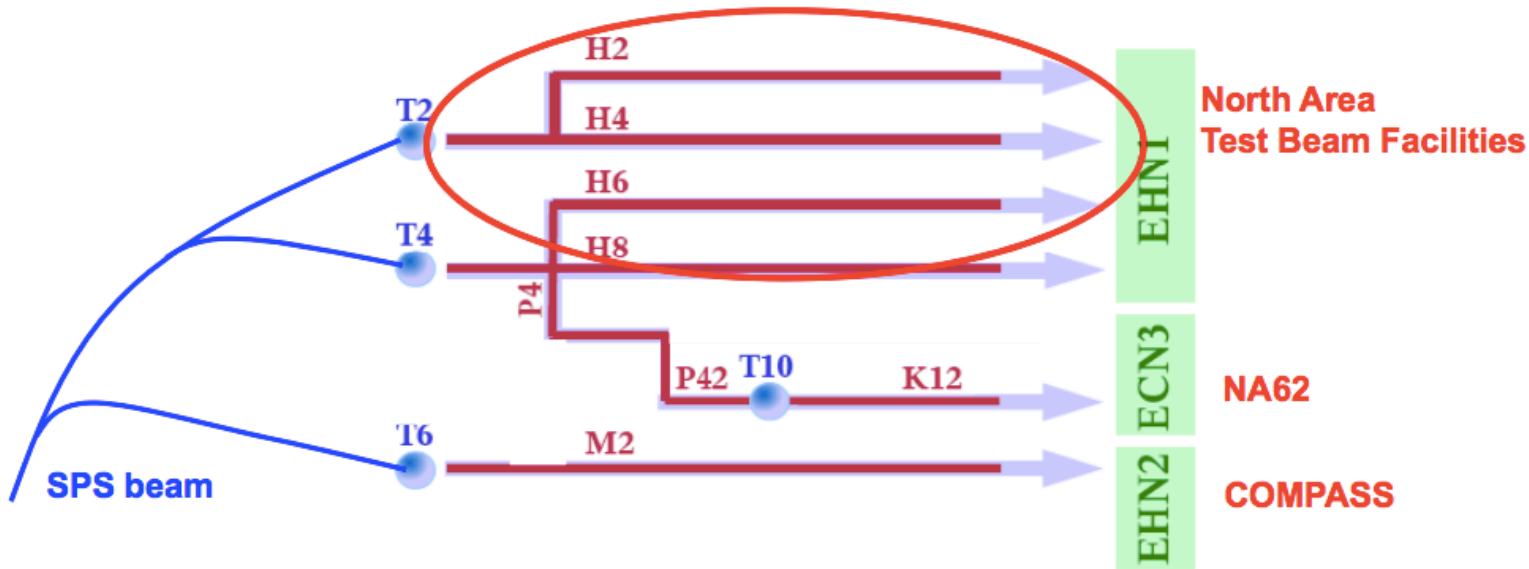 H2
T2
H4
North Area
Test Beam Facilities
EHN1
H6
T4
H8
P4
P42
T10
K12
ECN3
NA62
T6
M2
SPS beam
EHN2
COMPASS